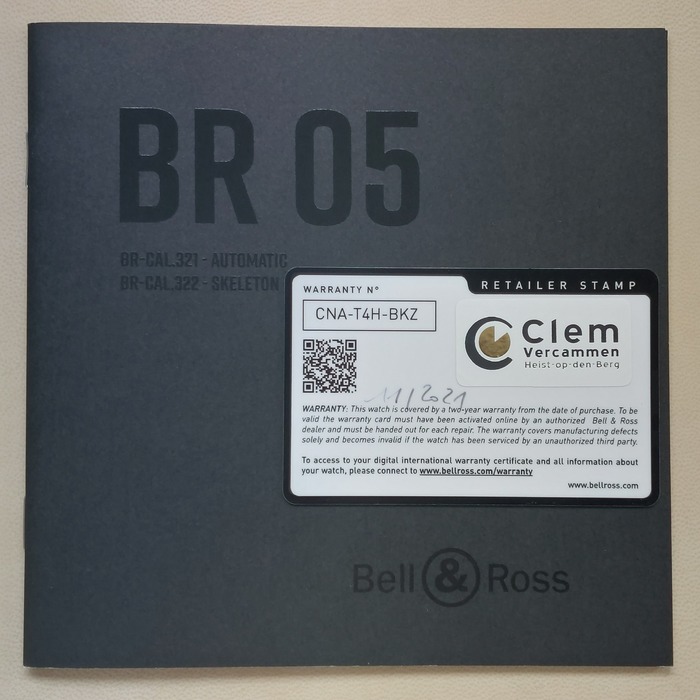 BR 05
BR-CAL.321 - AUTOMATIC
BR-CAL.322 - SKELETON
WARRANTY N°
RETAILER STAMP
CNA-T4H-BKZ
Clem
Vercammen
Heist-op-den-Berg
11/2021
WARRANTY: This watch is covered by a two-year warranty from the date of purchase. To be
valid the warranty card must have been activated online by an authorized Bell & Ross
dealer and must be handed out for each repair. The warranty covers manufacturing defects
solely and becomes invalid if the watch has been serviced by an unauthorized third party.
To access to your digital international warranty certificate and all information about
your watch, please connect to www.bellross.com/warranty
www.bellross.com
Bell & Ross